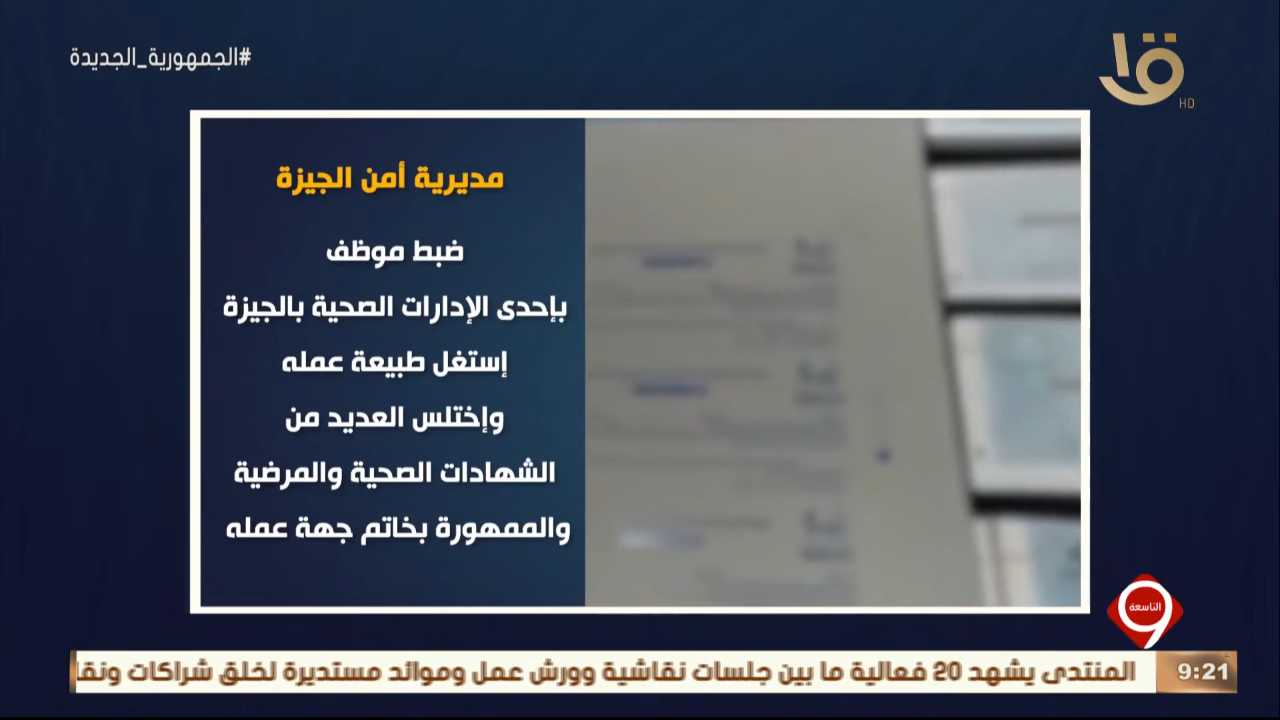 #الجمهورية_الجديدة
HD
مديرية أمن الجيزة
ضبط موظف
بإحدى الإدارات الصحية بالجيزة
إستغل طبيعة عمله
وإختلس العديد من
الشهادات الصحية والمرضية
والممهورة بخاتم جهة عمله
التاسعة
9
المنتدى يشهد 20 فعالية ما بين جلسات نقاشية وورش عمل وموائد مستديرة لخلق شراكات
9:21